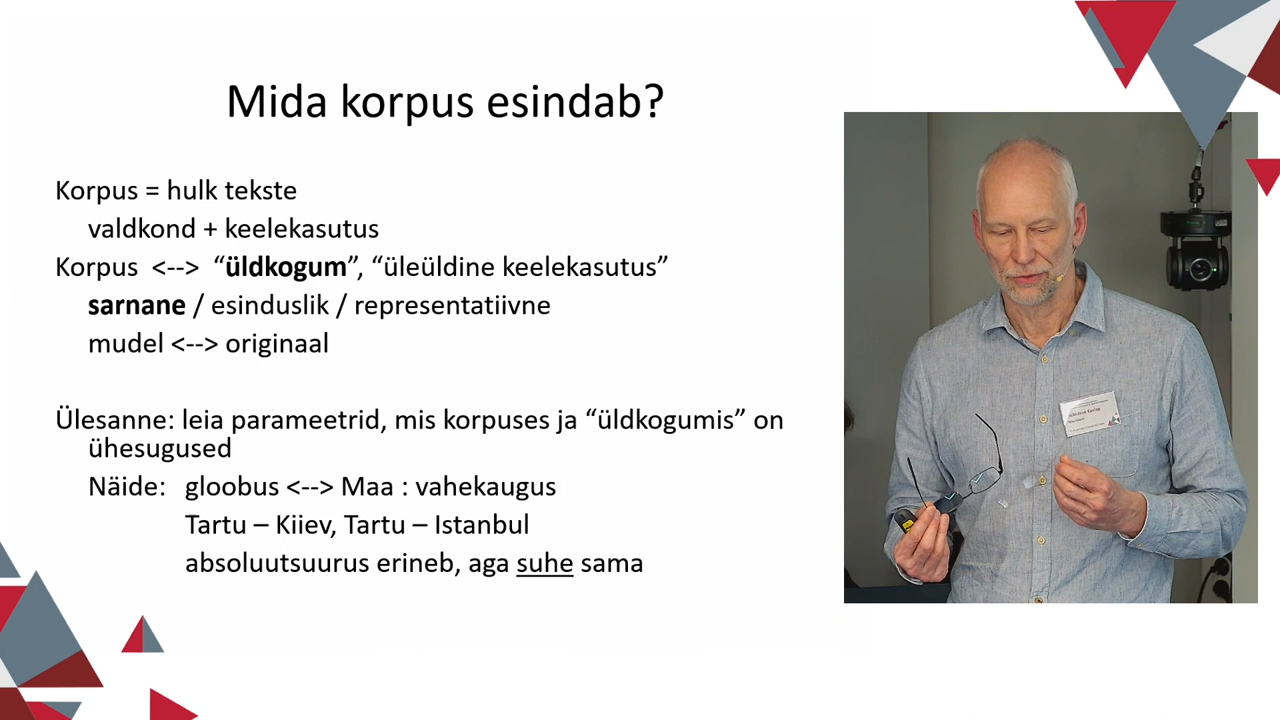 Mida korpus esindab?
Korpus = hulk tekste
valdkond + keelekasutus
Korpus <--> “üldkogum”, “üleüldine keelekasutus”
sarnane / esinduslik / representatiivne
mudel <--> originaal
Ülesanne: leia parameetrid, mis korpuses ja “üldkogumis” on
ühesugused
Näide: gloobus <--> Maa : vahekaugus
Tartu – Kiiev, Tartu – Istanbul
absoluutsuurus erineb, aga suhe sama